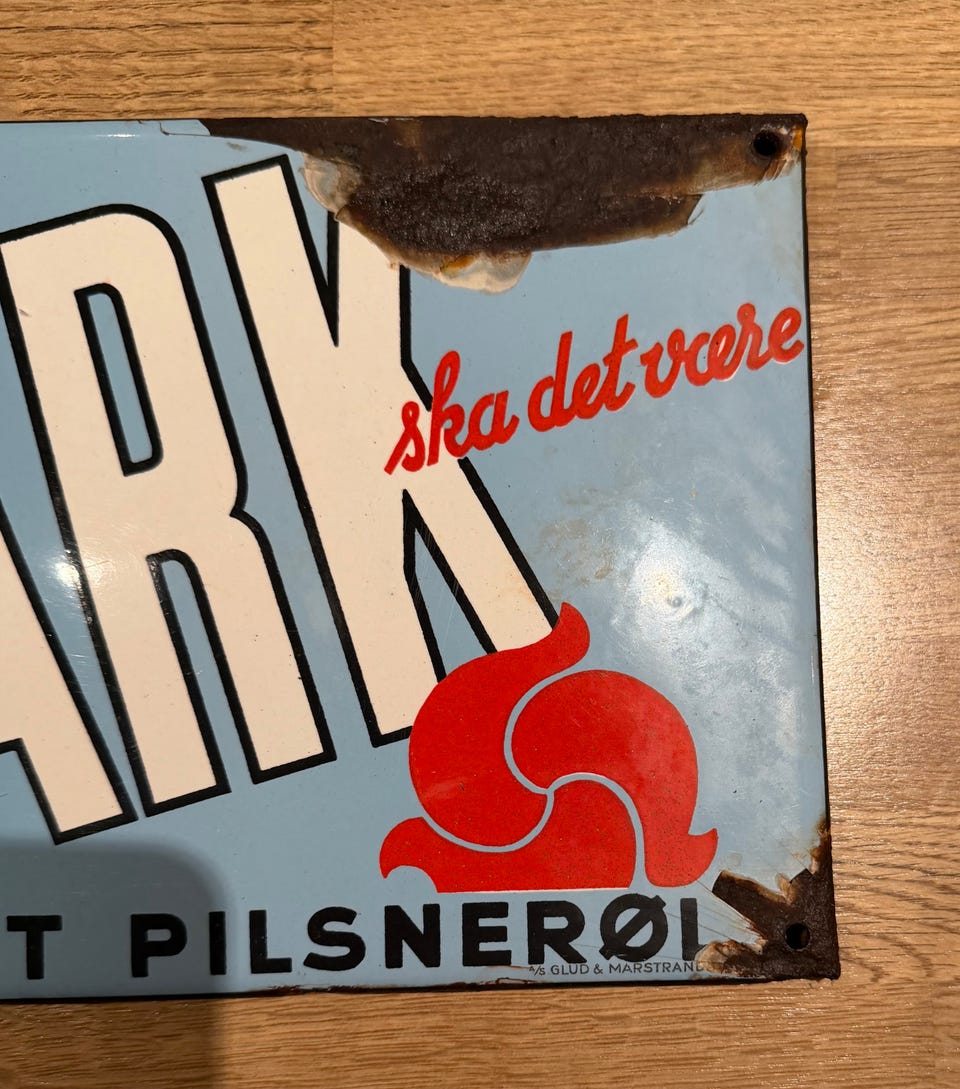 ARK
ska det være
T PILSNERØL
A/S GLUD & MARSTRAND